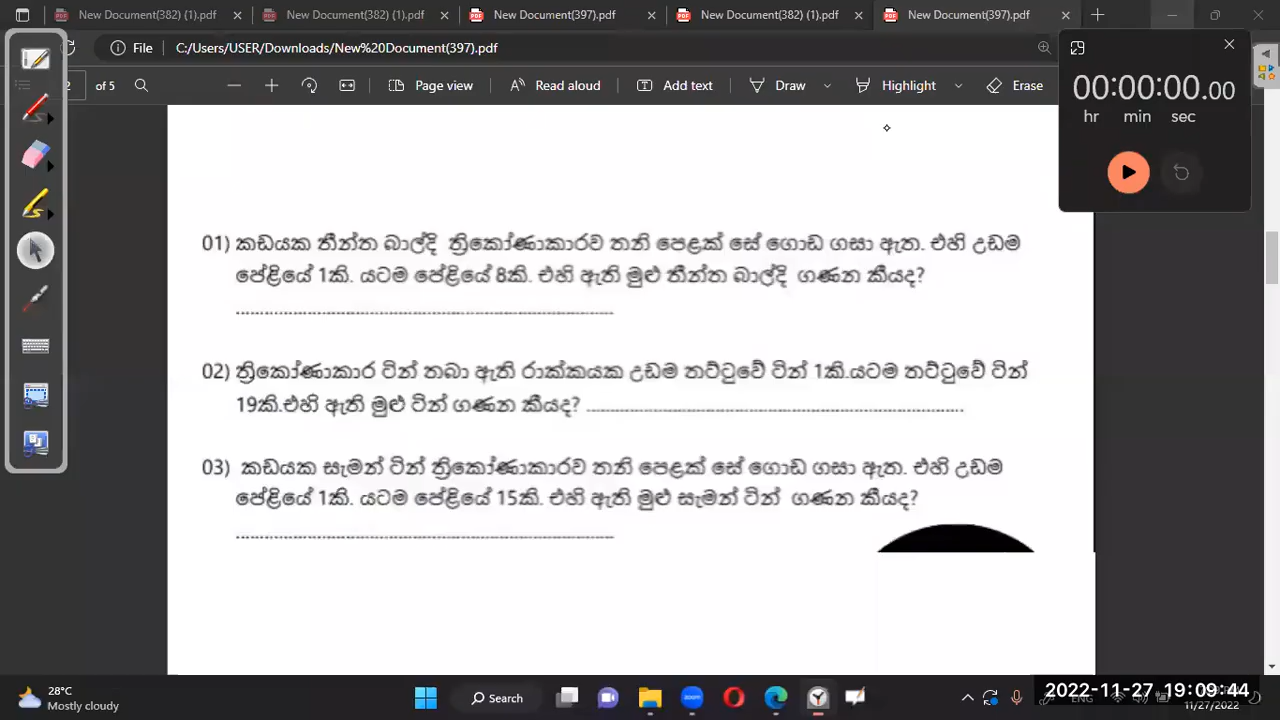 New Document(382) (1).pdf
New Document(382) (1).pdf
New Document(397).pdf
New Document(382) (1).pdf
New Document(397).pdf
File
C:/Users/USER/Downloads/New%20Document(397).pdf
2 of 5
Page view
Read aloud
Add text
Draw
Highlight
Erase
00:00:00.00
hr min sec
01) කඩයක තීන්ත බාල්දි ත්‍රිකෝණාකාරව තනි පෙළක් සේ ගොඩ ගසා ඇත. එහි උඩම
පේළියේ 1කි. යටම පේළියේ 8කි. එහි ඇති මුළු තීන්ත බාල්දි ගණන කීයද?
02) ත්‍රිකෝණාකාර ටින් තබා ඇති රාක්කයක උඩම තට්ටුවේ ටින් 1කි.යටම තට්ටුවේ ටින්
19කි.එහි ඇති මුළු ටින් ගණන කීයද?
03) කඩයක සැමන් ටින් ත්‍රිකෝණාකාරව තනි පෙළක් සේ ගොඩ ගසා ඇත. එහි උඩම
පේළියේ 1කි. යටම පේළියේ 15කි. එහි ඇති මුළු සැමන් ටින් ගණන කීයද?
28°C
Mostly cloudy
Search
zoom
2022-11-27 19:09:44
ENG
11/27/2022